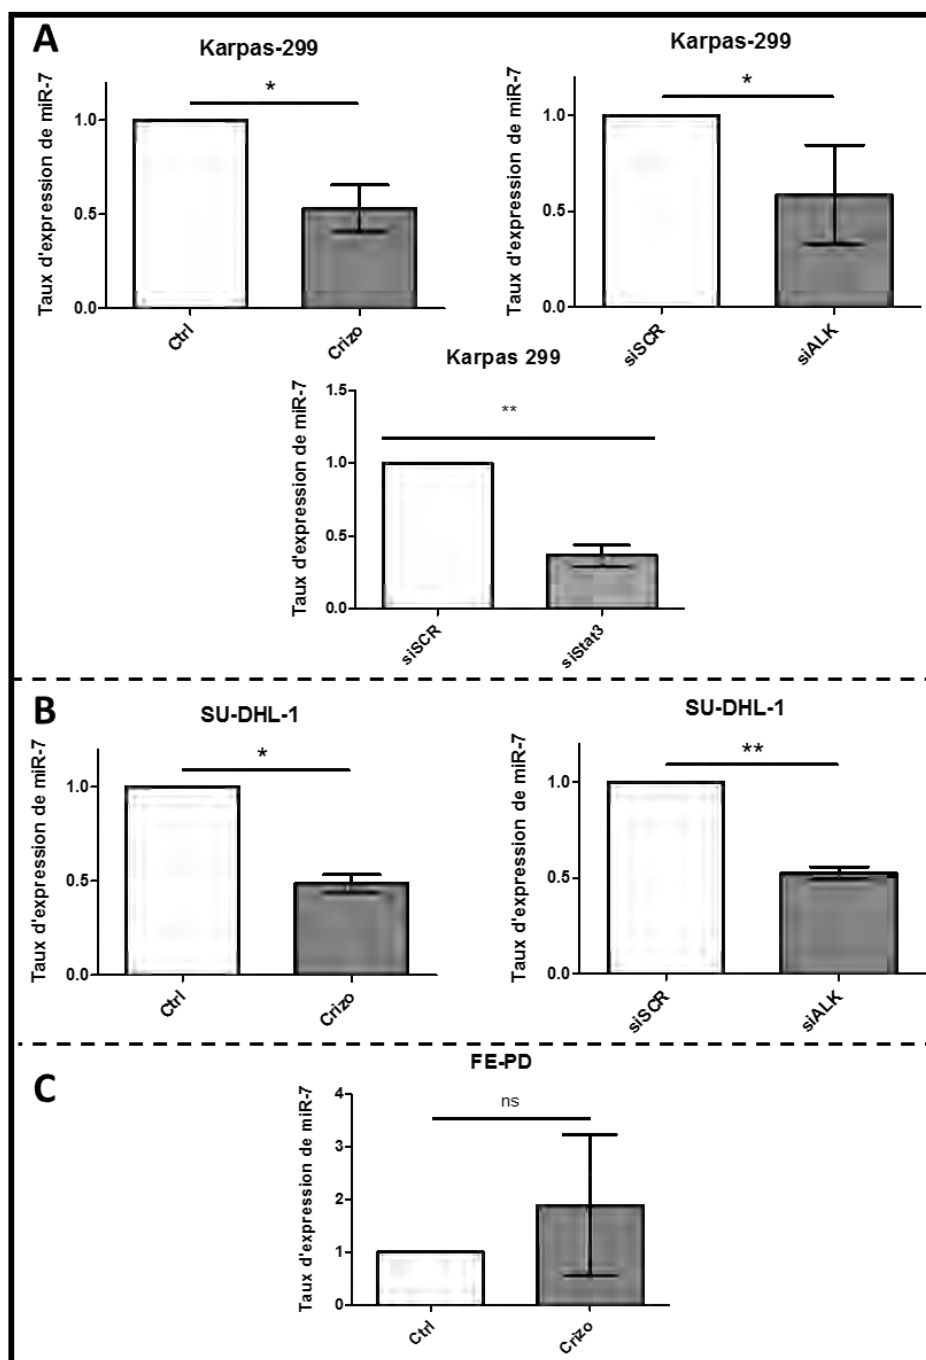 A
Karpas-299
Taux d'expression de miR-7
*
1.0
0.5
0.0
Ctrl
Crizo
Karpas-299
Taux d'expression de miR-7
*
1.0
0.5
0.0
siSCR
siALK
Karpas 299
Taux d'expression de miR-7
**
1.5
1.0
0.5
0.0
siSCR
siStat3
B
SU-DHL-1
Taux d'expression de miR-7
*
1.0
0.5
0.0
Ctrl
Crizo
SU-DHL-1
Taux d'expression de miR-7
**
1.0
0.5
0.0
siSCR
siALK
C
FE-PD
Taux d'expression de miR-7
ns
4
3
2
1
0
Ctrl
Crizo